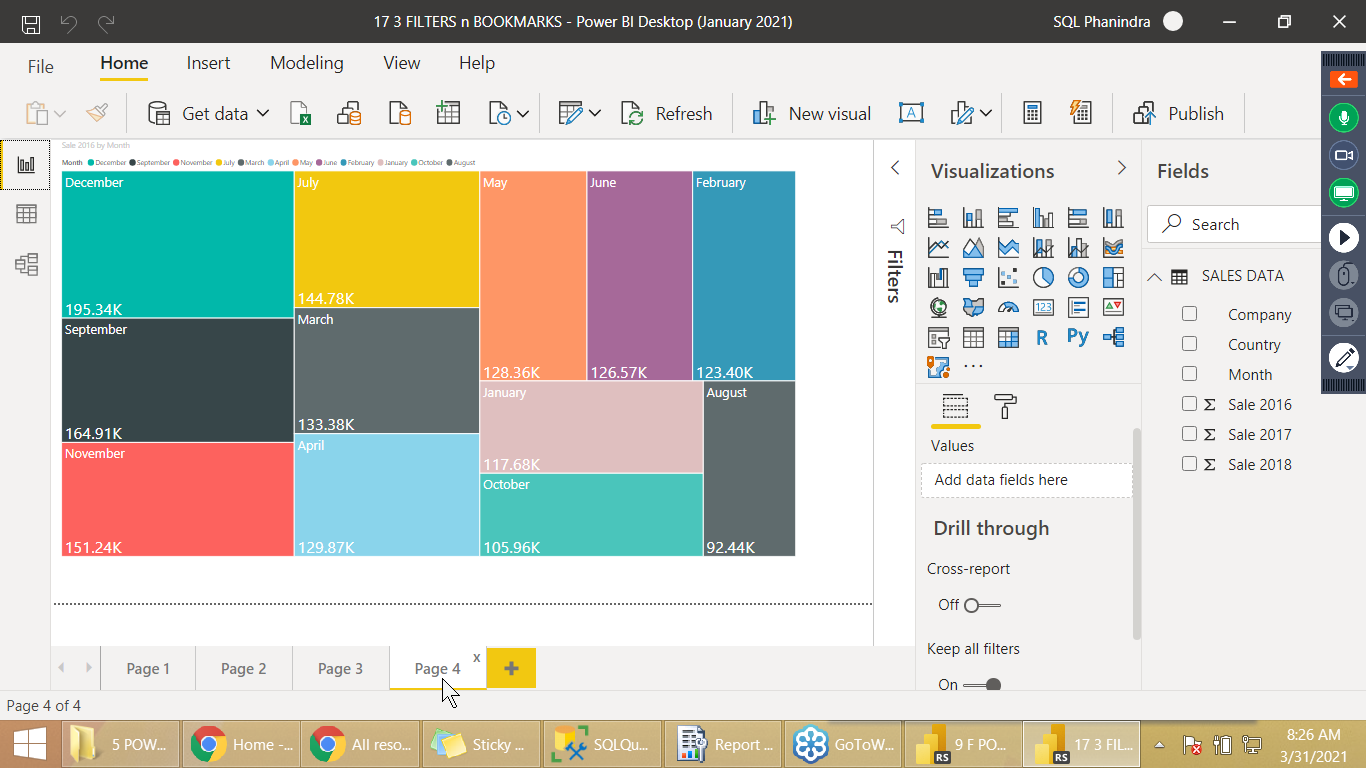 17 3 FILTERS n BOOKMARKS - Power BI Desktop (January 2021)
SQL Phanindra
File
Home
Insert
Modeling
View
Help
Get data
Refresh
New visual
Publish
Sale 2016 by Month
Month December September November July March April May June February January October August
December
195.34K
September
164.91K
November
151.24K
July
144.78K
March
133.38K
April
129.87K
May
128.36K
June
126.57K
February
123.40K
January
117.68K
October
105.96K
August
92.44K
Filters
Visualizations
123
R
Py
Values
Add data fields here
Drill through
Cross-report
Off
Keep all filters
On
Fields
Search
SALES DATA
Company
Country
Month
Σ Sale 2016
Σ Sale 2017
Σ Sale 2018
Page 1
Page 2
Page 3
Page 4
x
+
Page 4 of 4
5 POW...
Home -...
All reso...
Sticky ...
SQLQu...
Report ...
GoToW...
RS
9 F PO...
RS
17 3 FIL...
8:26 AM
3/31/2021